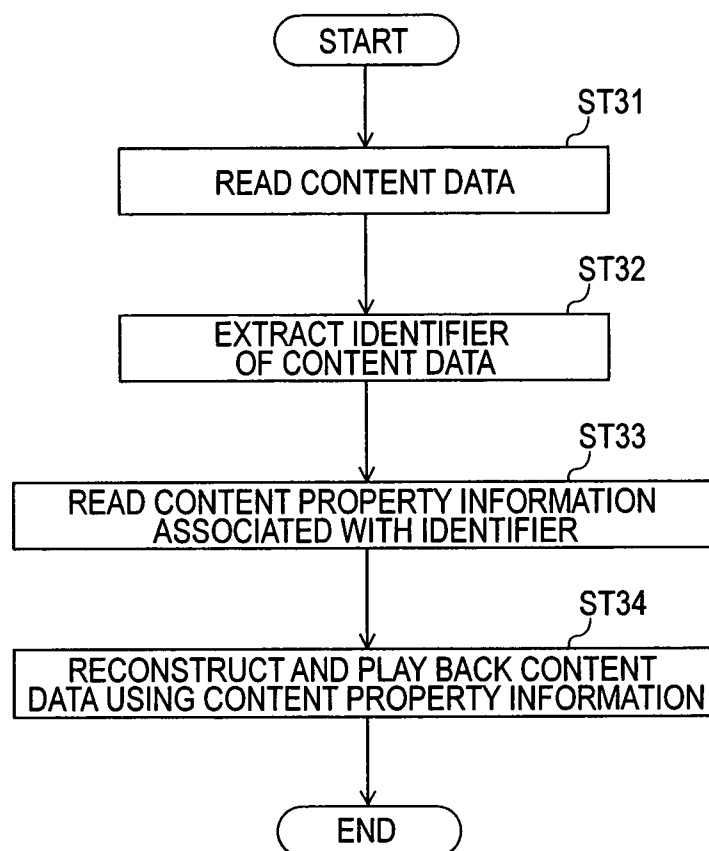 START
ST31
READ CONTENT DATA
ST32
EXTRACT IDENTIFIER
OF CONTENT DATA
ST33
READ CONTENT PROPERTY INFORMATION
ASSOCIATED WITH IDENTIFIER
ST34
RECONSTRUCT AND PLAY BACK CONTENT
DATA USING CONTENT PROPERTY INFORMATION
END